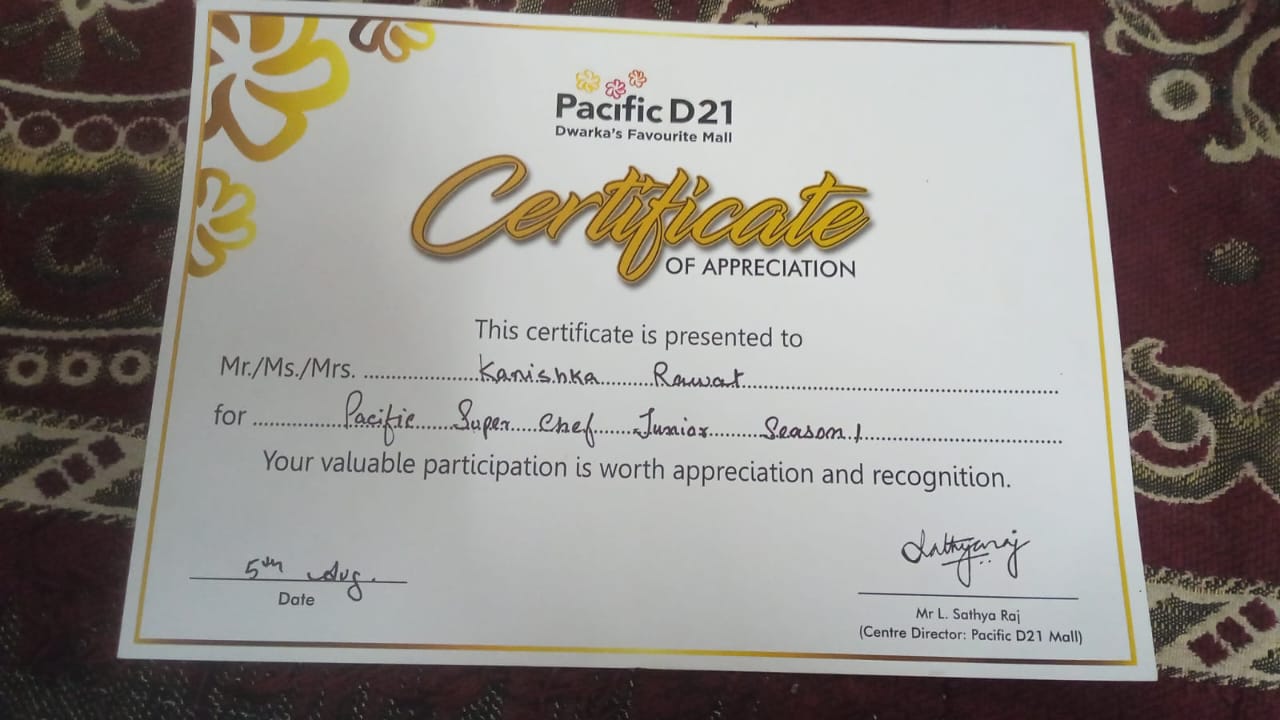 Pacific D21
Dwarka's Favourite Mall
Certificate
OF APPRECIATION
This certificate is presented to
Mr./Ms./Mrs. ....................Kanishka.........Rawat......................................................
for ................Pacific......Super....Chef.......Junior.........Season 1..................................
Your valuable participation is worth appreciation and recognition.
Sathyaraj
5th Aug.
Date
Mr L. Sathya Raj
(Centre Director: Pacific D21 Mall)